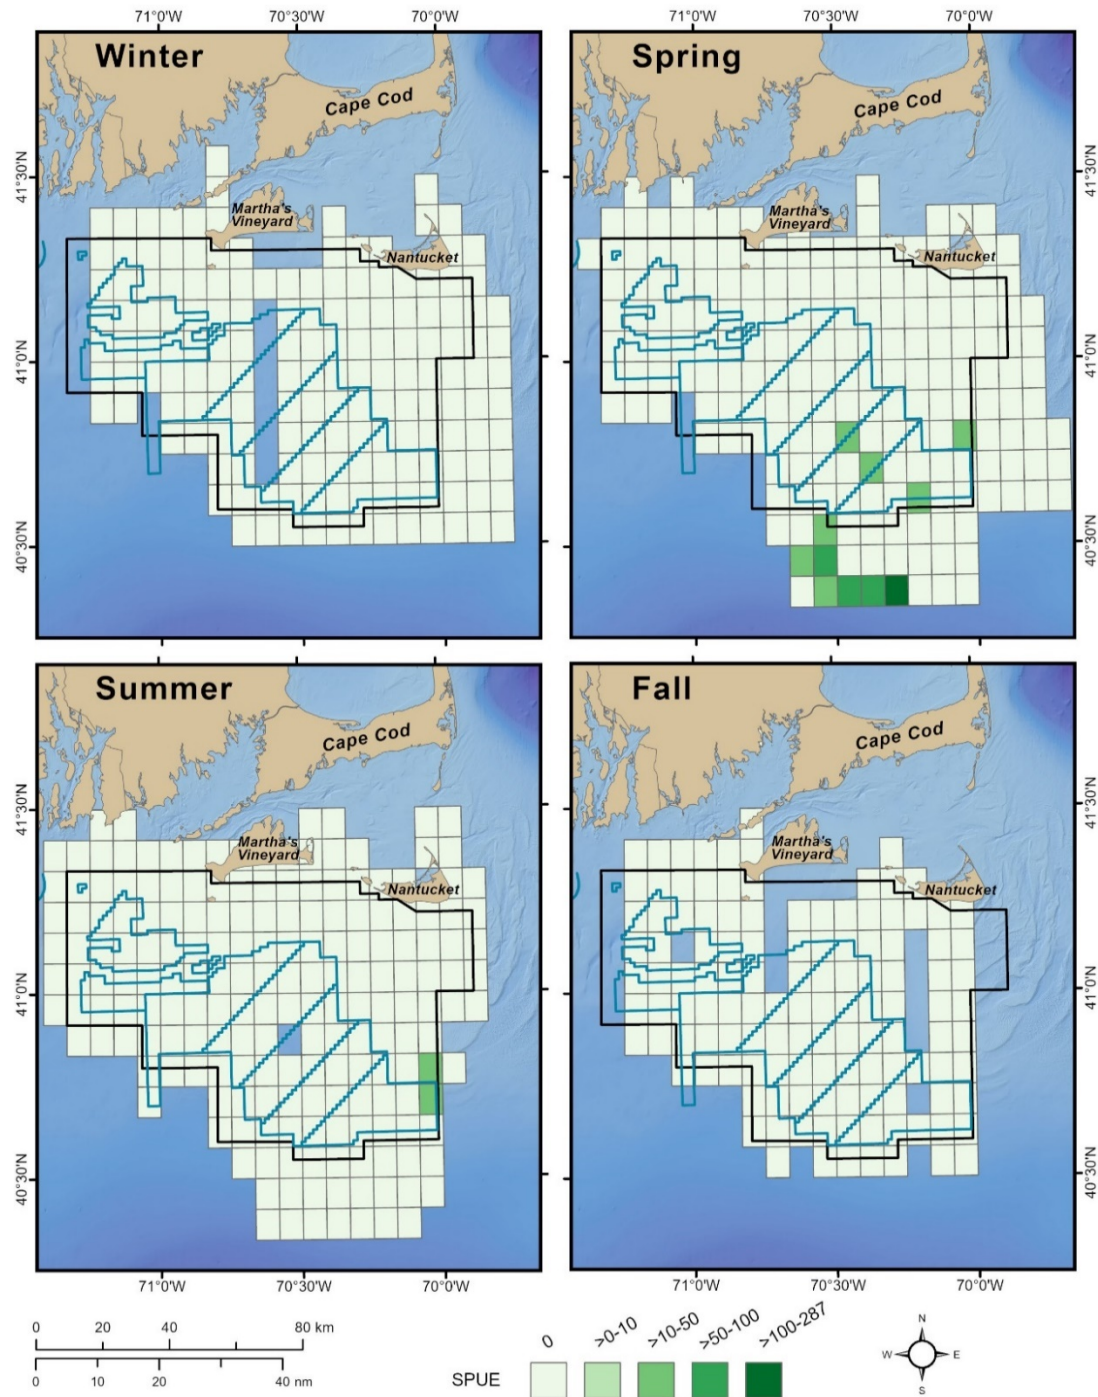 71°0'W 70°30'W 70°0'W 71°0'W 70°30'W 70°0'W
Winter
Cape Cod
Martha's
Vineyard
Nantucket
41°30'N
41°0'N
40°30'N
Spring
Cape Cod
Martha's
Vineyard
Nantucket
41°30'N
41°0'N
40°30'N
Summer
Cape Cod
Martha's
Vineyard
Nantucket
41°30'N
41°0'N
40°30'N
Fall
Cape Cod
Martha's
Vineyard
Nantucket
41°30'N
41°0'N
40°30'N
71°0'W 70°30'W 70°0'W 71°0'W 70°30'W 70°0'W
0 20 40 80 km
0 10 20 40 nm
SPUE 0 >0-10 >10-50 >50-100 >100-287
N
W E
S